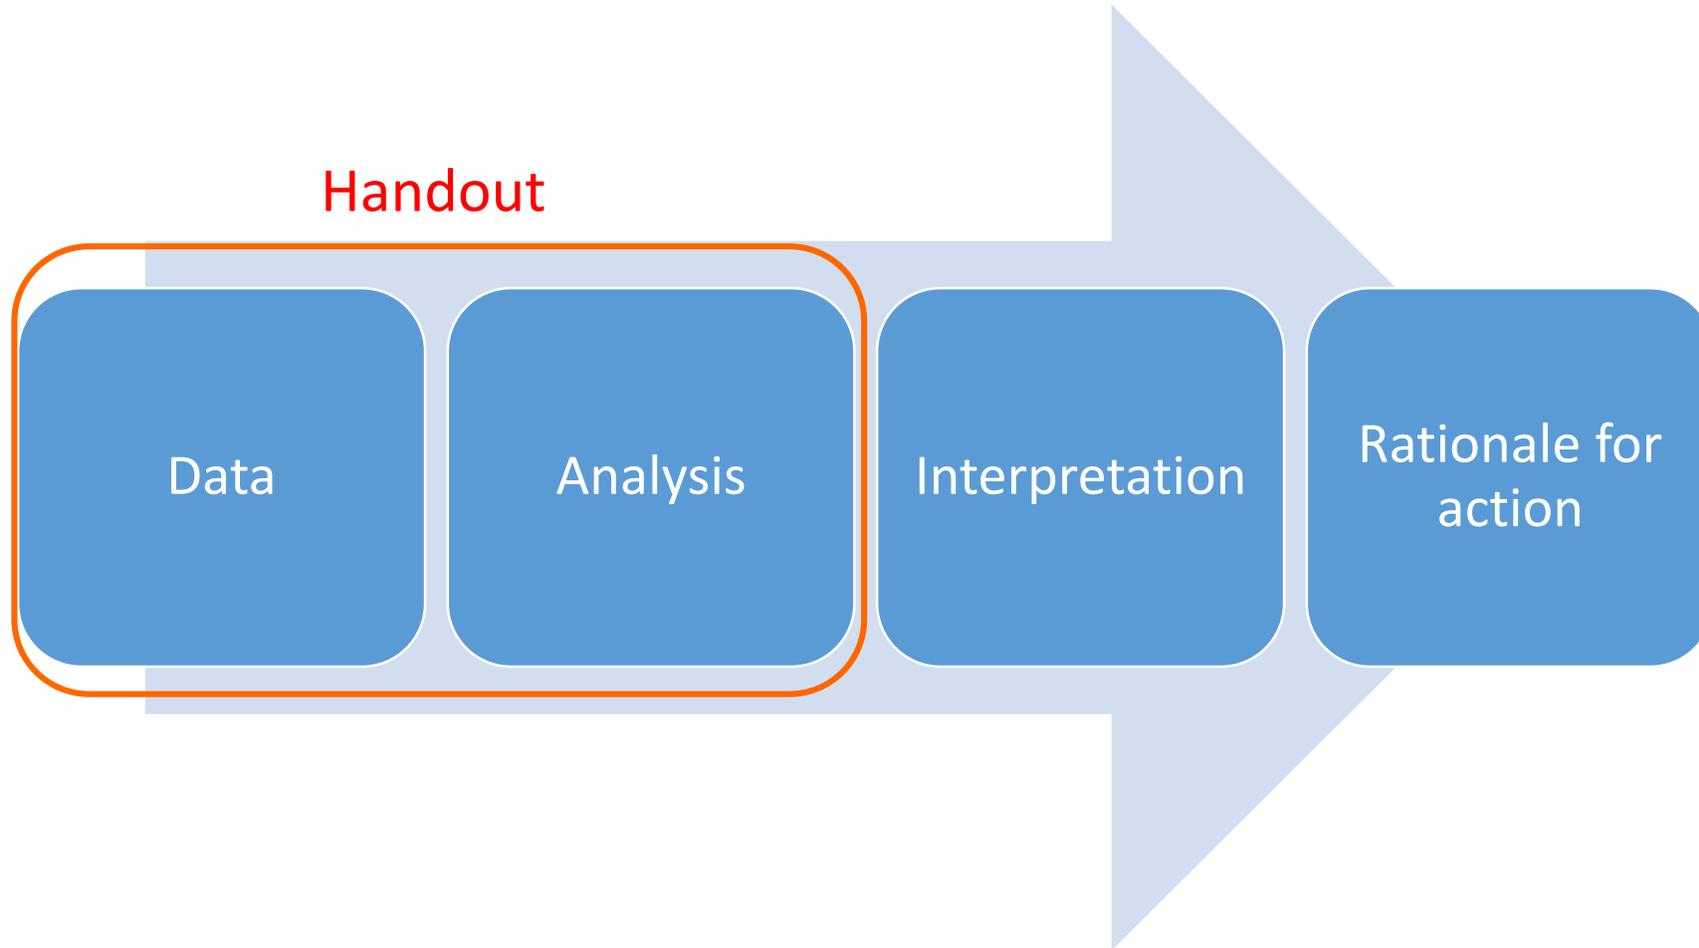 Handout
Data
Analysis
Interpretation
Rationale for
action